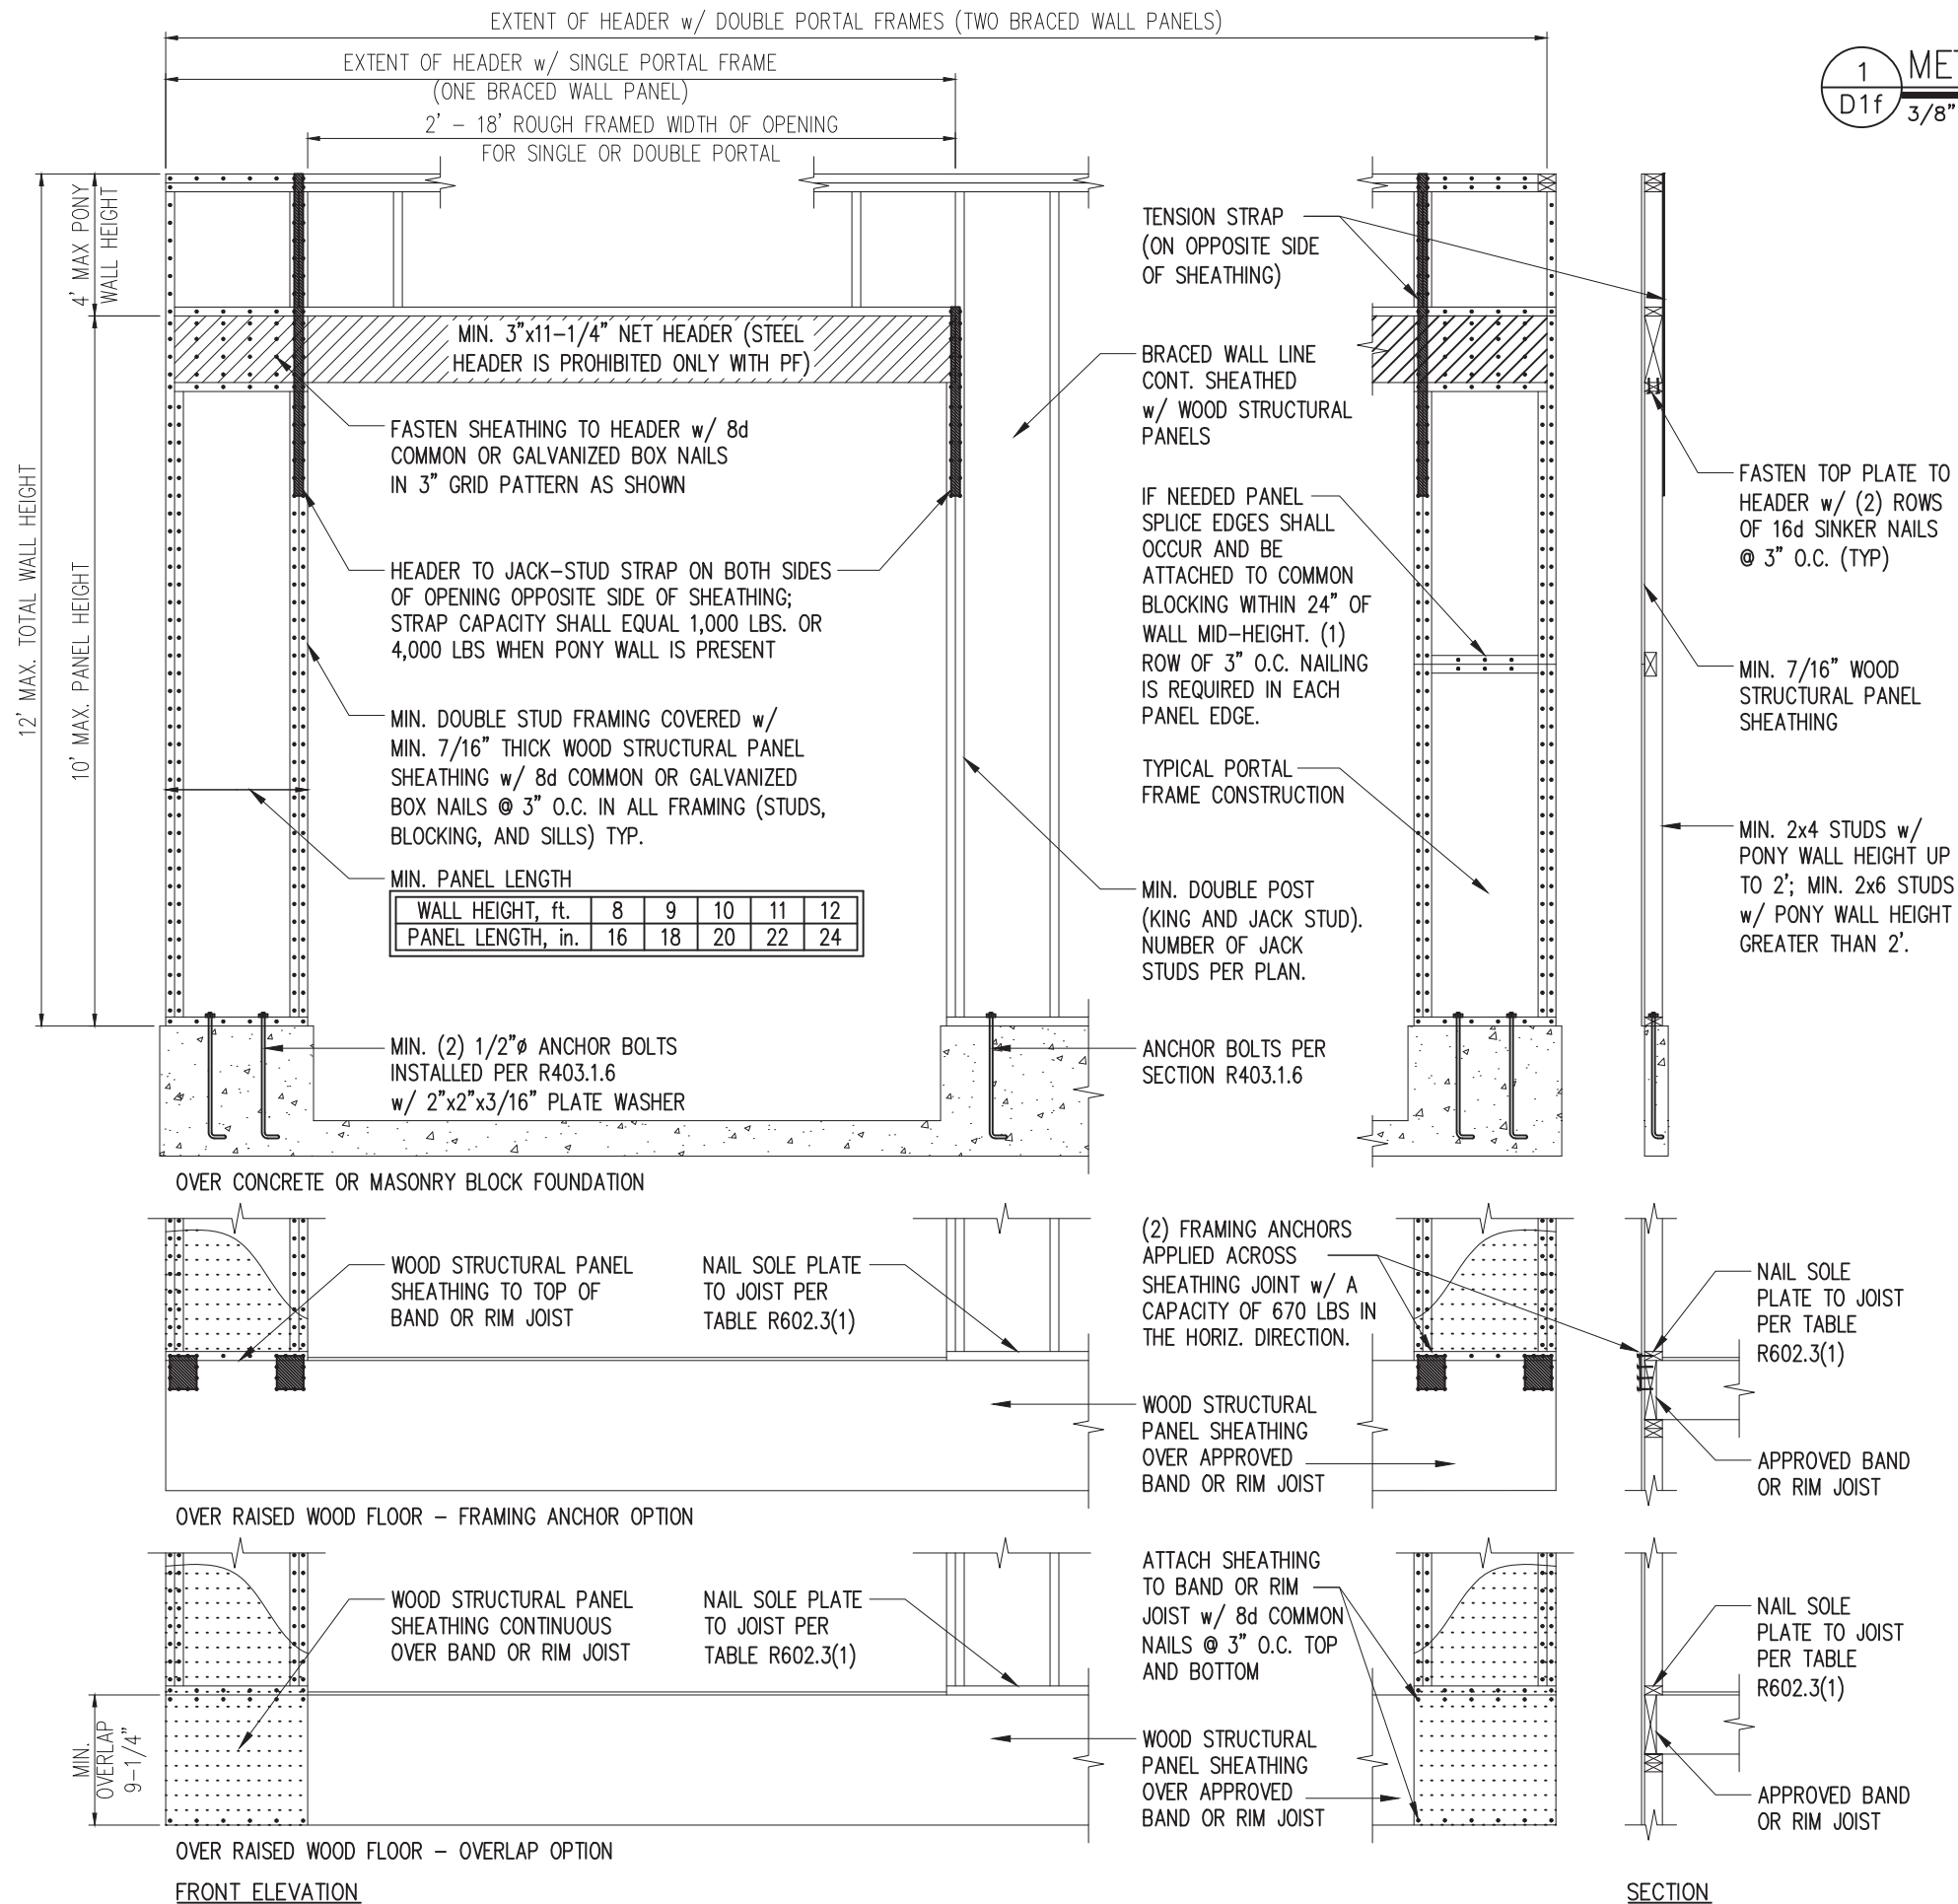 EXTENT OF HEADER w/ DOUBLE PORTAL FRAMES (TWO BRACED WALL PANELS)
EXTENT OF HEADER w/ SINGLE PORTAL FRAME
(ONE BRACED WALL PANEL)
2' - 18' ROUGH FRAMED WIDTH OF OPENING
FOR SINGLE OR DOUBLE PORTAL
1
D1f
3/8"
4' MAX PONY
WALL HEIGHT
12' MAX. TOTAL WALL HEIGHT
10' MAX. PANEL HEIGHT
MIN. 3"x11-1/4" NET HEADER (STEEL
HEADER IS PROHIBITED ONLY WITH PF)
FASTEN SHEATHING TO HEADER w/ 8d
COMMON OR GALVANIZED BOX NAILS
IN 3" GRID PATTERN AS SHOWN
HEADER TO JACK-STUD STRAP ON BOTH SIDES
OF OPENING OPPOSITE SIDE OF SHEATHING;
STRAP CAPACITY SHALL EQUAL 1,000 LBS. OR
4,000 LBS WHEN PONY WALL IS PRESENT
MIN. DOUBLE STUD FRAMING COVERED w/
MIN. 7/16" THICK WOOD STRUCTURAL PANEL
SHEATHING w/ 8d COMMON OR GALVANIZED
BOX NAILS @ 3" O.C. IN ALL FRAMING (STUDS,
BLOCKING, AND SILLS) TYP.
MIN. PANEL LENGTH
WALL HEIGHT, ft. 8 9 10 11 12
PANEL LENGTH, in. 16 18 20 22 24
MIN. (2) 1/2"ø ANCHOR BOLTS
INSTALLED PER R403.1.6
w/ 2"x2"x3/16" PLATE WASHER
TENSION STRAP
(ON OPPOSITE SIDE
OF SHEATHING)
BRACED WALL LINE
CONT. SHEATHED
w/ WOOD STRUCTURAL
PANELS
IF NEEDED PANEL
SPLICE EDGES SHALL
OCCUR AND BE
ATTACHED TO COMMON
BLOCKING WITHIN 24" OF
WALL MID-HEIGHT. (1)
ROW OF 3" O.C. NAILING
IS REQUIRED IN EACH
PANEL EDGE.
TYPICAL PORTAL
FRAME CONSTRUCTION
MIN. DOUBLE POST
(KING AND JACK STUD).
NUMBER OF JACK
STUDS PER PLAN.
ANCHOR BOLTS PER
SECTION R403.1.6
FASTEN TOP PLATE TO
HEADER w/ (2) ROWS
OF 16d SINKER NAILS
@ 3" O.C. (TYP)
MIN. 7/16" WOOD
STRUCTURAL PANEL
SHEATHING
MIN. 2x4 STUDS w/
PONY WALL HEIGHT UP
TO 2'; MIN. 2x6 STUDS
w/ PONY WALL HEIGHT
GREATER THAN 2'.
OVER CONCRETE OR MASONRY BLOCK FOUNDATION
WOOD STRUCTURAL PANEL
SHEATHING TO TOP OF
BAND OR RIM JOIST
NAIL SOLE PLATE
TO JOIST PER
TABLE R602.3(1)
(2) FRAMING ANCHORS
APPLIED ACROSS
SHEATHING JOINT w/ A
CAPACITY OF 670 LBS IN
THE HORIZ. DIRECTION.
WOOD STRUCTURAL
PANEL SHEATHING
OVER APPROVED
BAND OR RIM JOIST
NAIL SOLE
PLATE TO JOIST
PER TABLE
R602.3(1)
APPROVED BAND
OR RIM JOIST
OVER RAISED WOOD FLOOR - FRAMING ANCHOR OPTION
WOOD STRUCTURAL PANEL
SHEATHING CONTINUOUS
OVER BAND OR RIM JOIST
NAIL SOLE PLATE
TO JOIST PER
TABLE R602.3(1)
ATTACH SHEATHING
TO BAND OR RIM
JOIST w/ 8d COMMON
NAILS @ 3" O.C. TOP
AND BOTTOM
WOOD STRUCTURAL
PANEL SHEATHING
OVER APPROVED
BAND OR RIM JOIST
NAIL SOLE
PLATE TO JOIST
PER TABLE
R602.3(1)
APPROVED BAND
OR RIM JOIST
MIN.
OVERLAP
9-1/4"
OVER RAISED WOOD FLOOR - OVERLAP OPTION
FRONT ELEVATION
SECTION